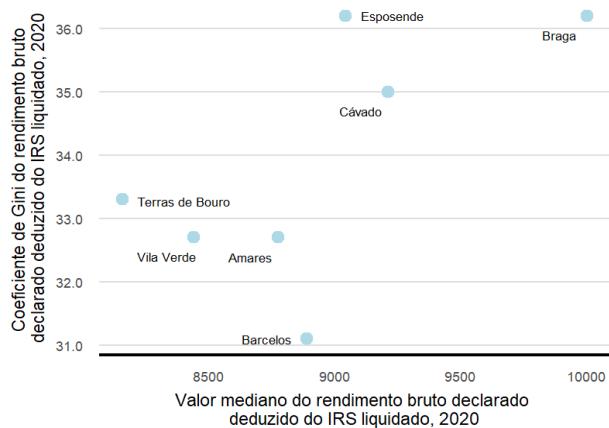 Coeficiente de Gini do rendimento bruto
declarado deduzido do IRS liquidado, 2020
36.0
35.0
34.0
33.0
32.0
31.0
Esposende
Braga
Cávado
Terras de Bouro
Vila Verde
Amares
Barcelos
8500
9000
9500
10000
Valor mediano do rendimento bruto declarado
deduzido do IRS liquidado, 2020